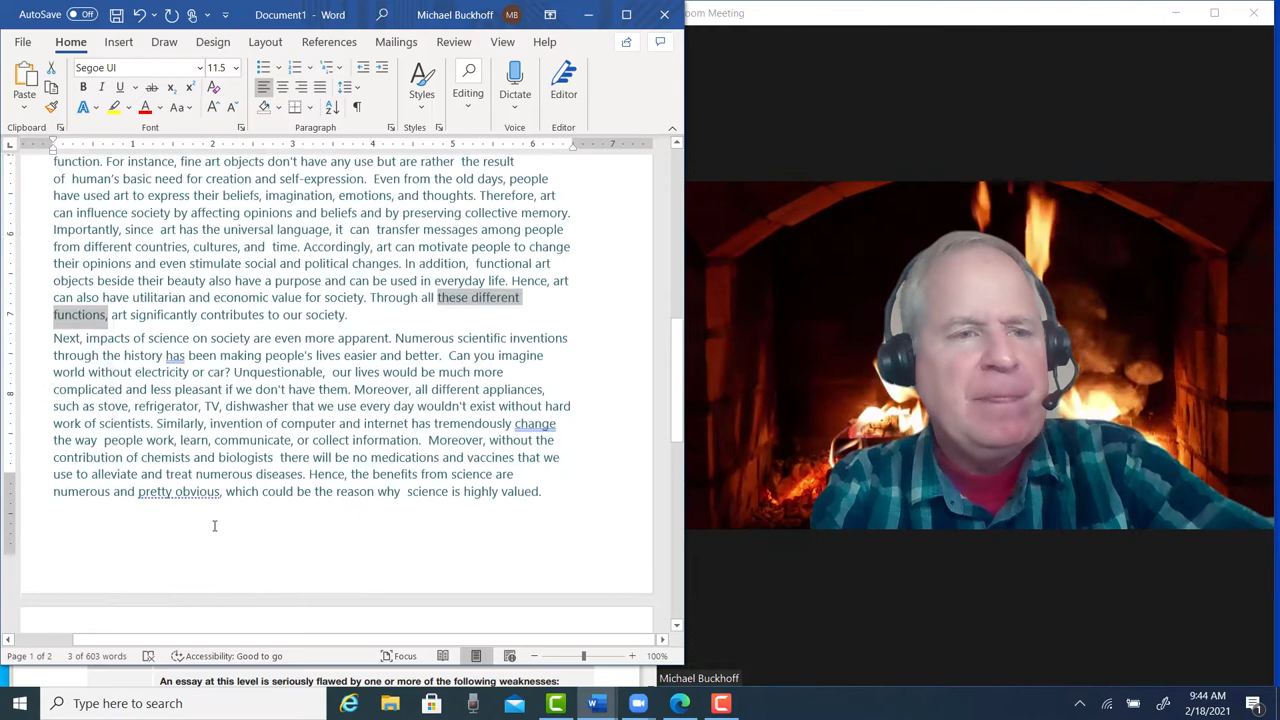 AutoSave Off Document1 Michael Buckhoff
oom Meeting
File Home Insert Draw Design Layout References Mailings Review View Help
Segoe UI 11.5
Paste Styles Editing Dictate Editor
Clipboard Font Paragraph Styles Voice Editor
1 2 3 4 5 6 7
function. For instance, fine art objects don't have any use but are rather  the result
of  human's basic need for creation and self-expression.  Even from the old days, people
have used art to express their beliefs, imagination, emotions, and thoughts. Therefore, art
can influence society by affecting opinions and beliefs and by preserving collective memory.
Importantly, since  art has the universal language, it  can  transfer messages among people
from different countries, cultures, and  time. Accordingly, art can motivate people to change
their opinions and even stimulate social and political changes. In addition,  functional art
objects beside their beauty also have a purpose and can be used in everyday life. Hence, art
can also have utilitarian and economic value for society. Through all these different
functions, art significantly contributes to our society.
Next, impacts of science on society are even more apparent. Numerous scientific inventions
through the history has been making people's lives easier and better.  Can you imagine
world without electricity or car? Unquestionable,  our lives would be much more
complicated and less pleasant if we don't have them. Moreover, all different appliances,
such as stove, refrigerator, TV, dishwasher that we use every day wouldn't exist without hard
work of scientists. Similarly, invention of computer and internet has tremendously change
the way  people work, learn, communicate, or collect information.  Moreover, without the
contribution of chemists and biologists  there will be no medications and vaccines that we
use to alleviate and treat numerous diseases. Hence, the benefits from science are
numerous and pretty obvious, which could be the reason why  science is highly valued.
Page 1 of 2 3 of 603 words Accessibility: Good to go Focus 100%
An essay at this level is seriously flawed by one or more of the following weaknesses:
Michael Buckhoff
Type here to search
9:44 AM
2/18/2021